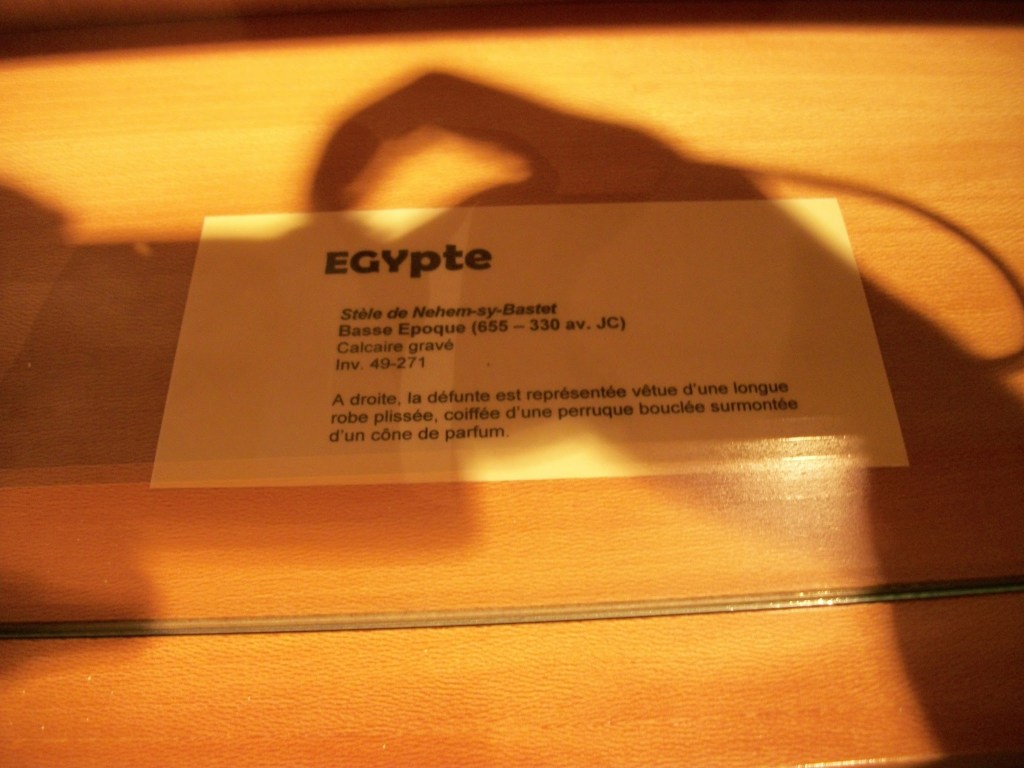 EGYpte
Stèle de Nehem-sy-Bastet
Basse Epoque (655 – 330 av. JC)
Calcaire gravé
Inv. 49-271
A droite, la défunte est représentée vêtue d'une longue
robe plissée, coiffée d'une perruque bouclée surmontée
d'un cône de parfum.